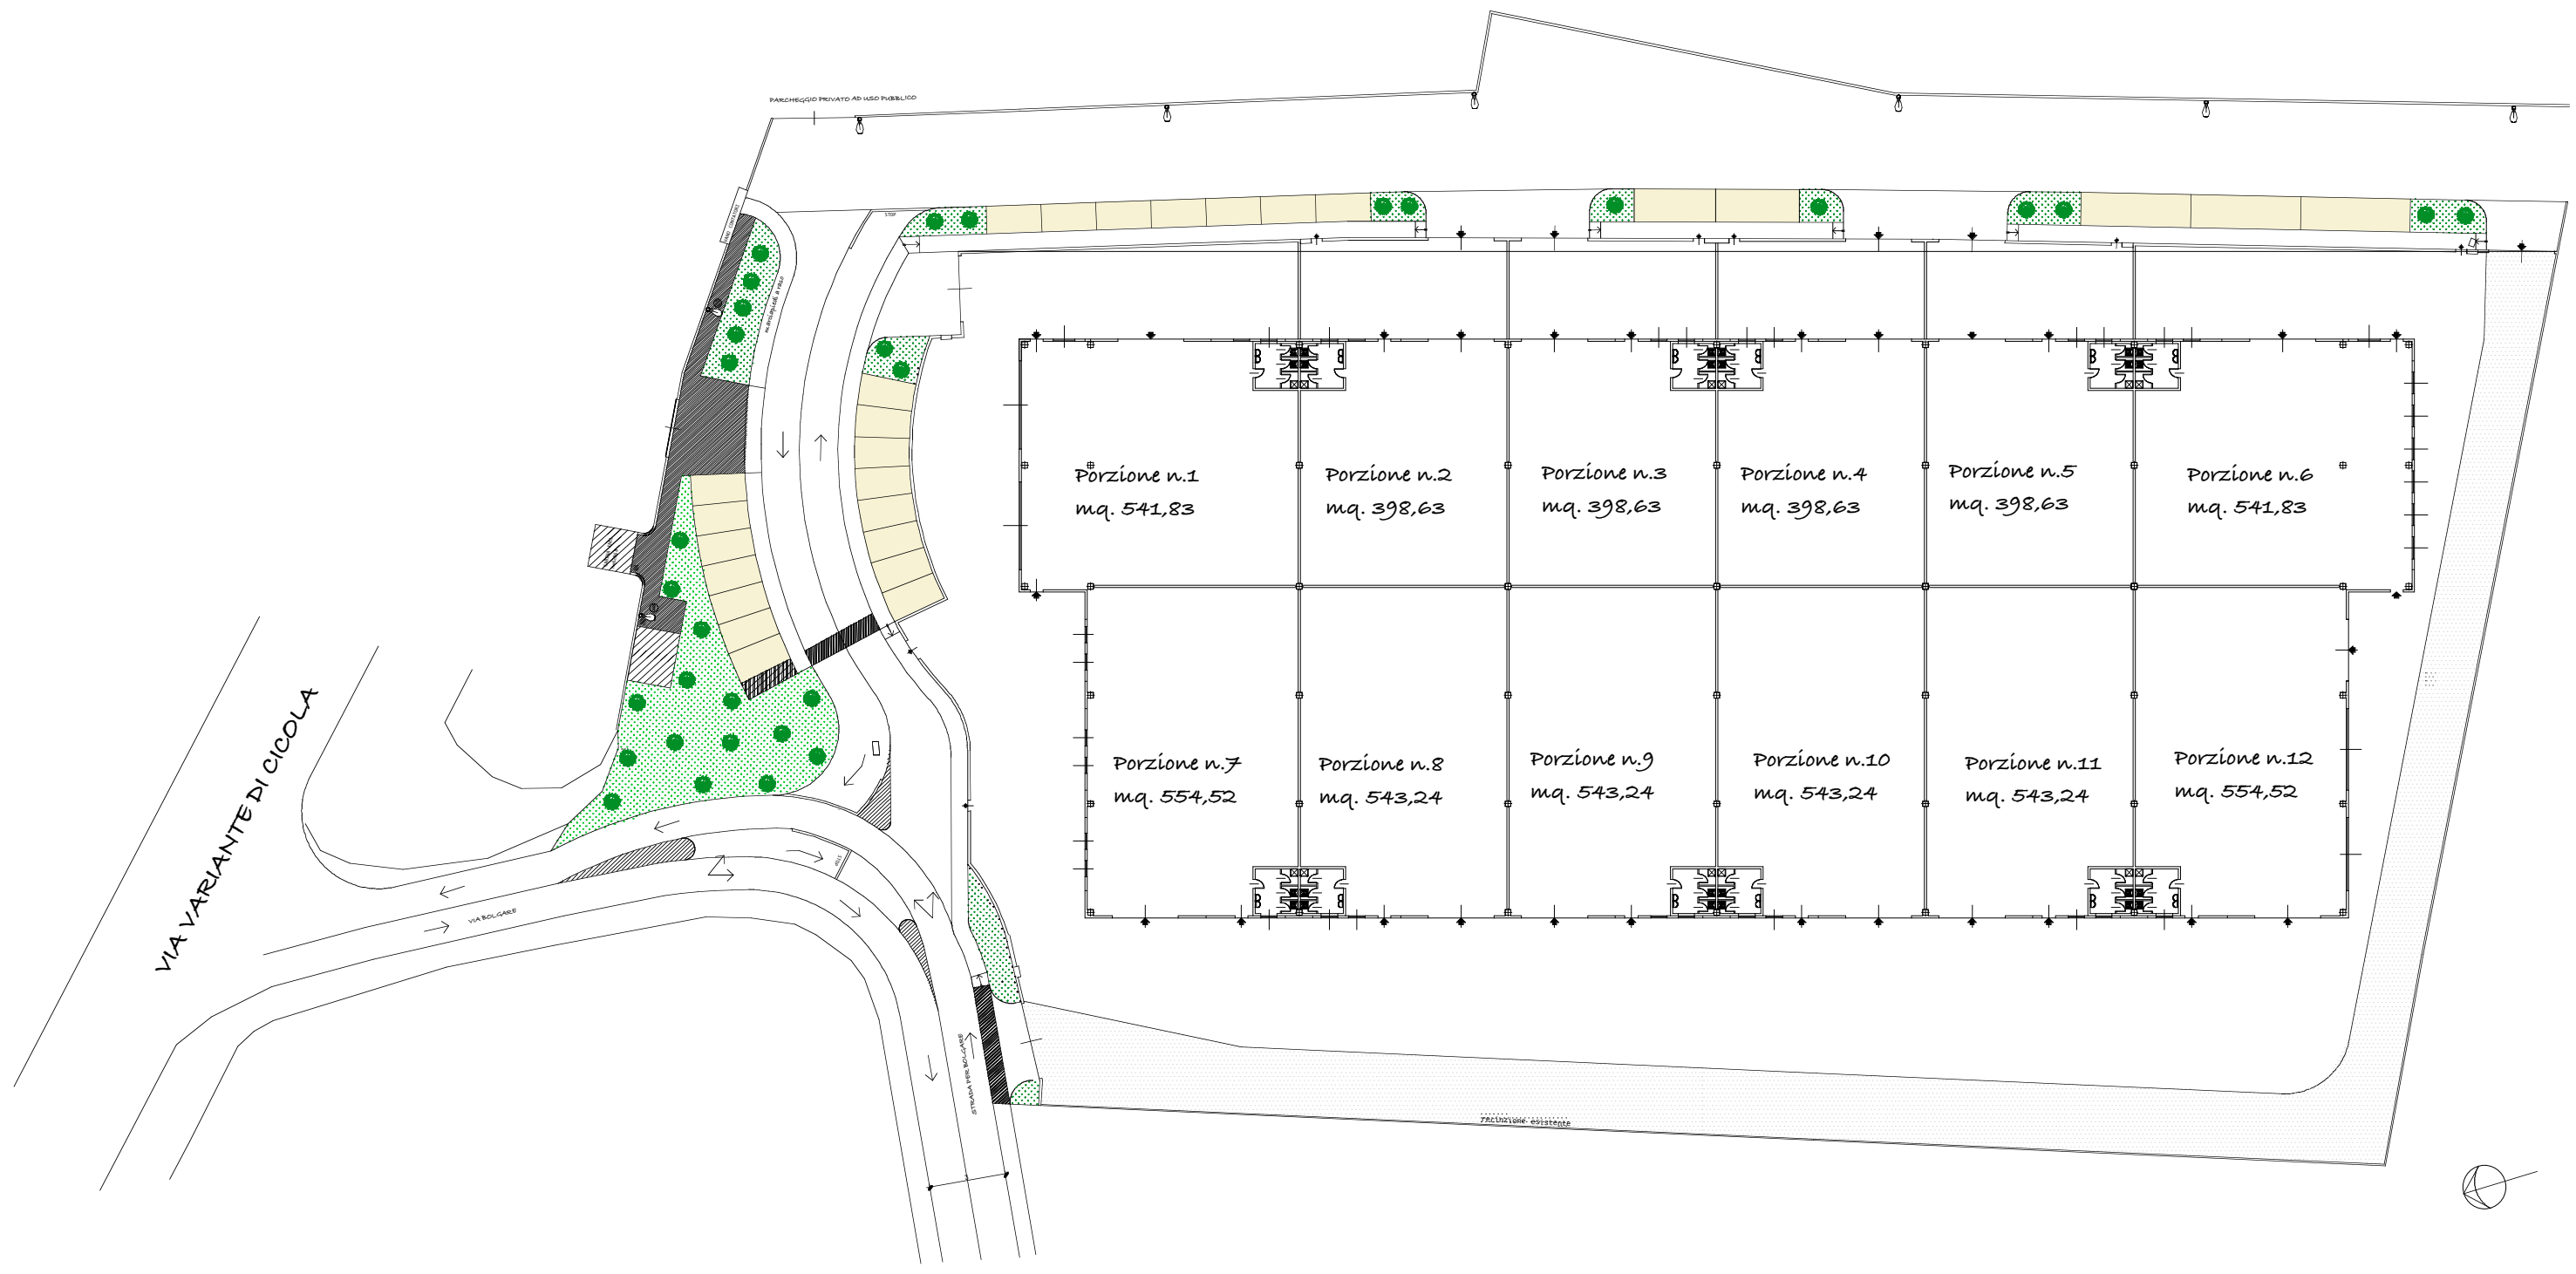 PARCHEGGIO PRIVATO AD USO PUBBLICO
STOP
Porzione n.1
mq. 541,83
Porzione n.2
mq. 398,63
Porzione n.3
mq. 398,63
Porzione n.4
mq. 398,63
Porzione n.5
mq. 398,63
Porzione n.6
mq. 541,83
Porzione n.7
mq. 554,52
Porzione n.8
mq. 543,24
Porzione n.9
mq. 543,24
Porzione n.10
mq. 543,24
Porzione n.11
mq. 543,24
Porzione n.12
mq. 554,52
VIA VARIANTE DI CICOLA
STOP
VIA BOLGARE
STRADA PER BOLGARE
recinzione esistente